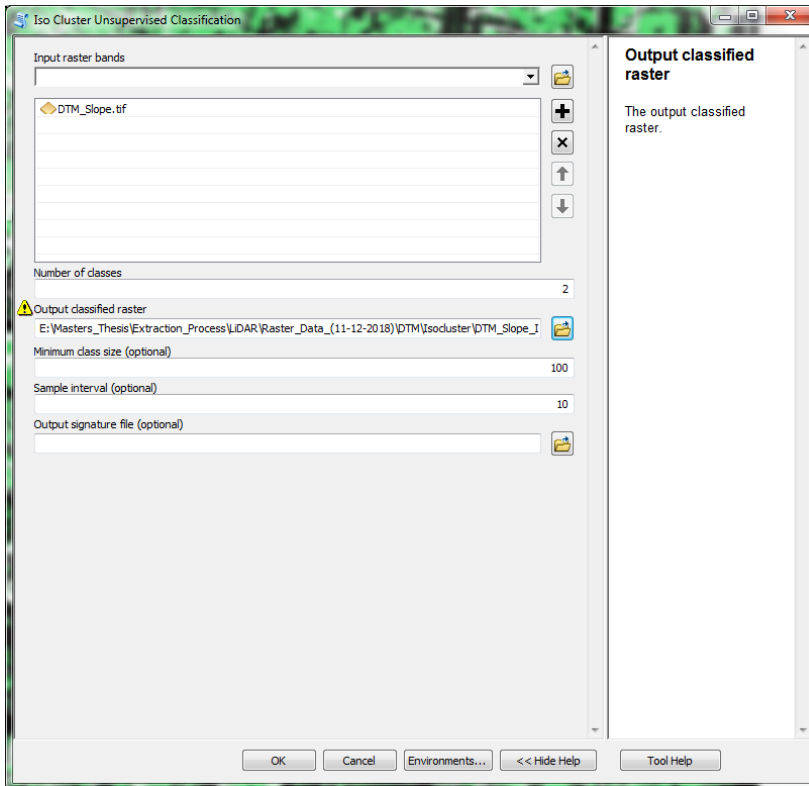 Iso Cluster Unsupervised Classification
Input raster bands
DTM_Slope.tif
Number of classes
2
Output classified raster
E:\Masters_Thesis\Extraction_Process\LiDAR\Raster_Data_(11-12-2018)\DTM\Isocluster\DTM_Slope_I
Minimum class size (optional)
100
Sample interval (optional)
10
Output signature file (optional)
OK
Cancel
Environments...
<< Hide Help
Tool Help
Output classified
raster
The output classified
raster.